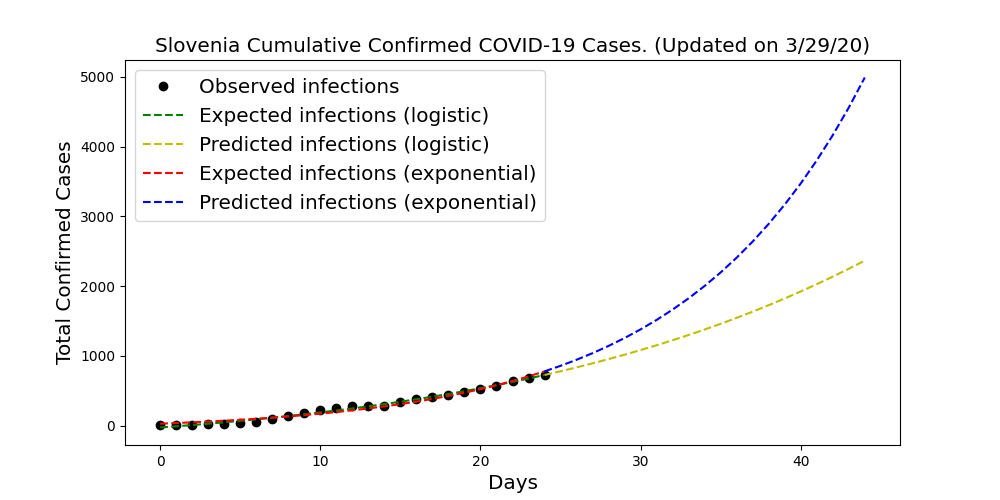 Slovenia Cumulative Confirmed COVID-19 Cases. (Updated on 3/29/20)
Observed infections
Expected infections (logistic)
Predicted infections (logistic)
Expected infections (exponential)
Predicted infections (exponential)
Total Confirmed Cases
5000
4000
3000
2000
1000
0
0 10 20 30 40
Days